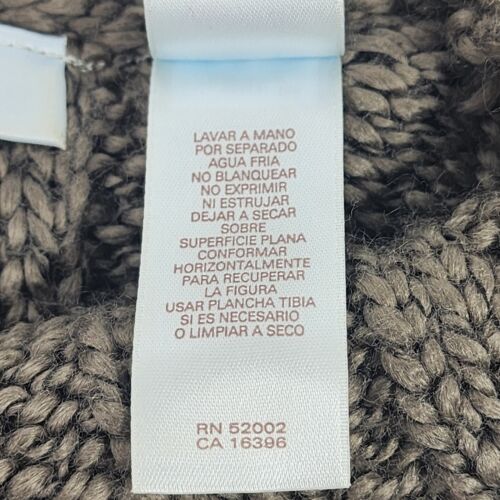 LAVAR A MANO
POR SEPARADO
AGUA FRIA
NO BLANQUEAR
NO EXPRIMIR
NI ESTRUJAR
DEJAR A SECAR
SOBRE
SUPERFICIE PLANA
CONFORMAR
HORIZONTALMENTE
PARA RECUPERAR
LA FIGURA
USAR PLANCHA TIBIA
SI ES NECESARIO
O LIMPIAR A SECO
RN 52002
CA 16396